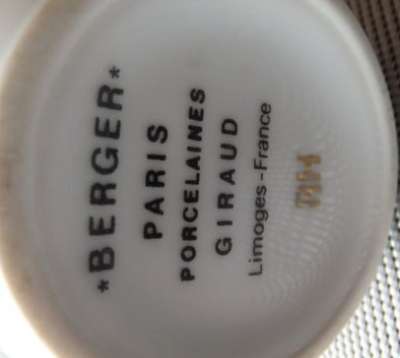 *BERGER*
PARIS
PORCELAINES
GIRAUD
Limoges-France